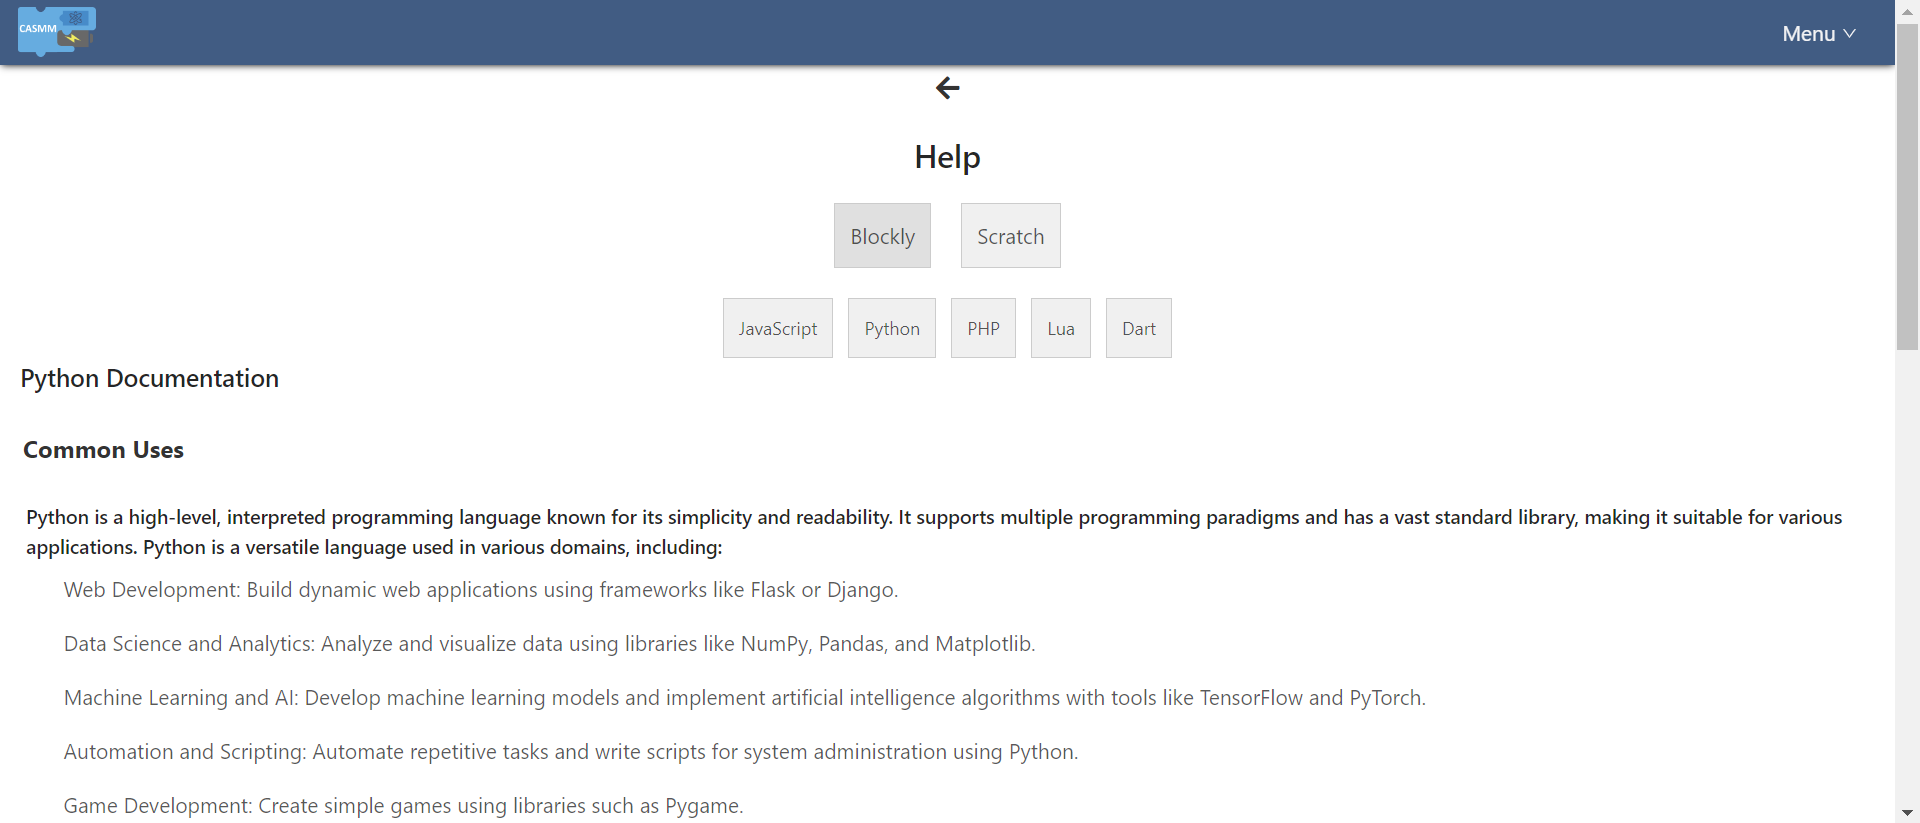 CASMM
Menu
Help
Blockly
Scratch
JavaScript
Python
PHP
Lua
Dart
Python Documentation
Common Uses
Python is a high-level, interpreted programming language known for its simplicity and readability. It supports multiple programming paradigms and has a vast standard library, making it suitable for various
applications. Python is a versatile language used in various domains, including:
Web Development: Build dynamic web applications using frameworks like Flask or Django.
Data Science and Analytics: Analyze and visualize data using libraries like NumPy, Pandas, and Matplotlib.
Machine Learning and AI: Develop machine learning models and implement artificial intelligence algorithms with tools like TensorFlow and PyTorch.
Automation and Scripting: Automate repetitive tasks and write scripts for system administration using Python.
Game Development: Create simple games using libraries such as Pygame.